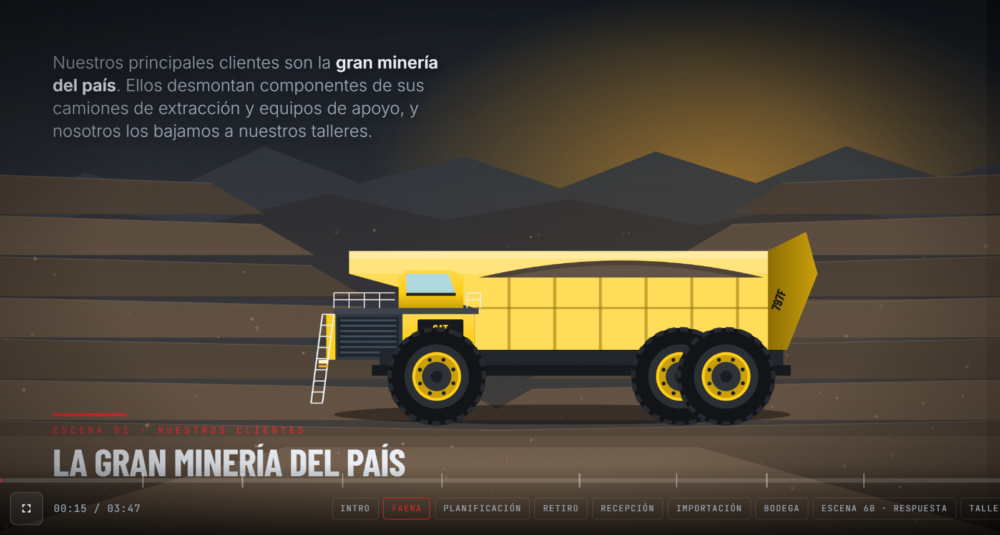 Nuestros principales clientes son la gran minería
del país. Ellos desmontan componentes de sus
camiones de extracción y equipos de apoyo, y
nosotros los bajamos a nuestros talleres.
797F
CAT
ESCENA 01 · NUESTROS CLIENTES
LA GRAN MINERÍA DEL PAÍS
00:15 / 03:47
INTRO
FAENA
PLANIFICACIÓN
RETIRO
RECEPCIÓN
IMPORTACIÓN
BODEGA
ESCENA 6B · RESPUESTA
TALLE